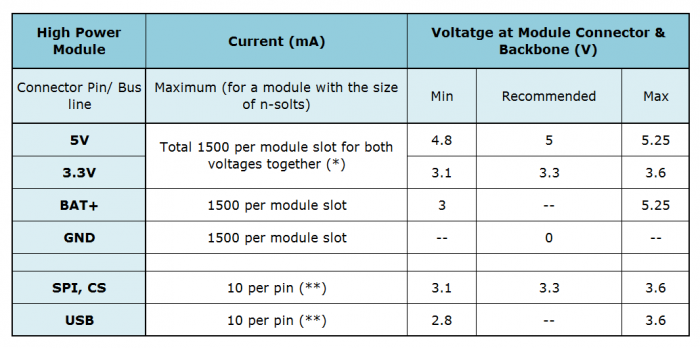 High Power Module Current (mA) Voltatge at Module Connector & Backbone (V)
Connector Pin/ Bus line Maximum (for a module with the size of n-solts) Min Recommended Max
5V Total 1500 per module slot for both voltages together (*) 4.8 5 5.25
3.3V 3.1 3.3 3.6
BAT+ 1500 per module slot 3 -- 5.25
GND 1500 per module slot -- 0 --
SPI, CS 10 per pin (**) 3.1 3.3 3.6
USB 10 per pin (**) 2.8 -- 3.6